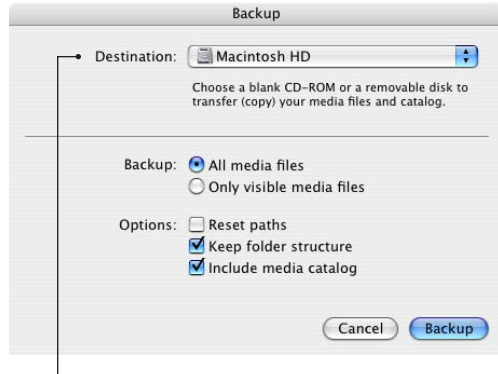 Backup
Destination: Macintosh HD
Choose a blank CD-ROM or a removable disk to
transfer (copy) your media files and catalog.
Backup: All media files
Only visible media files
Options: Reset paths
Keep folder structure
Include media catalog
Cancel Backup